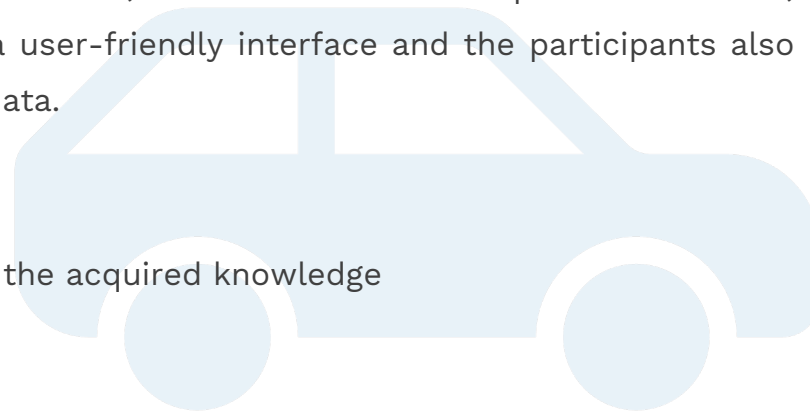 user-friendly interface and the participants also
ata.
the acquired knowledge